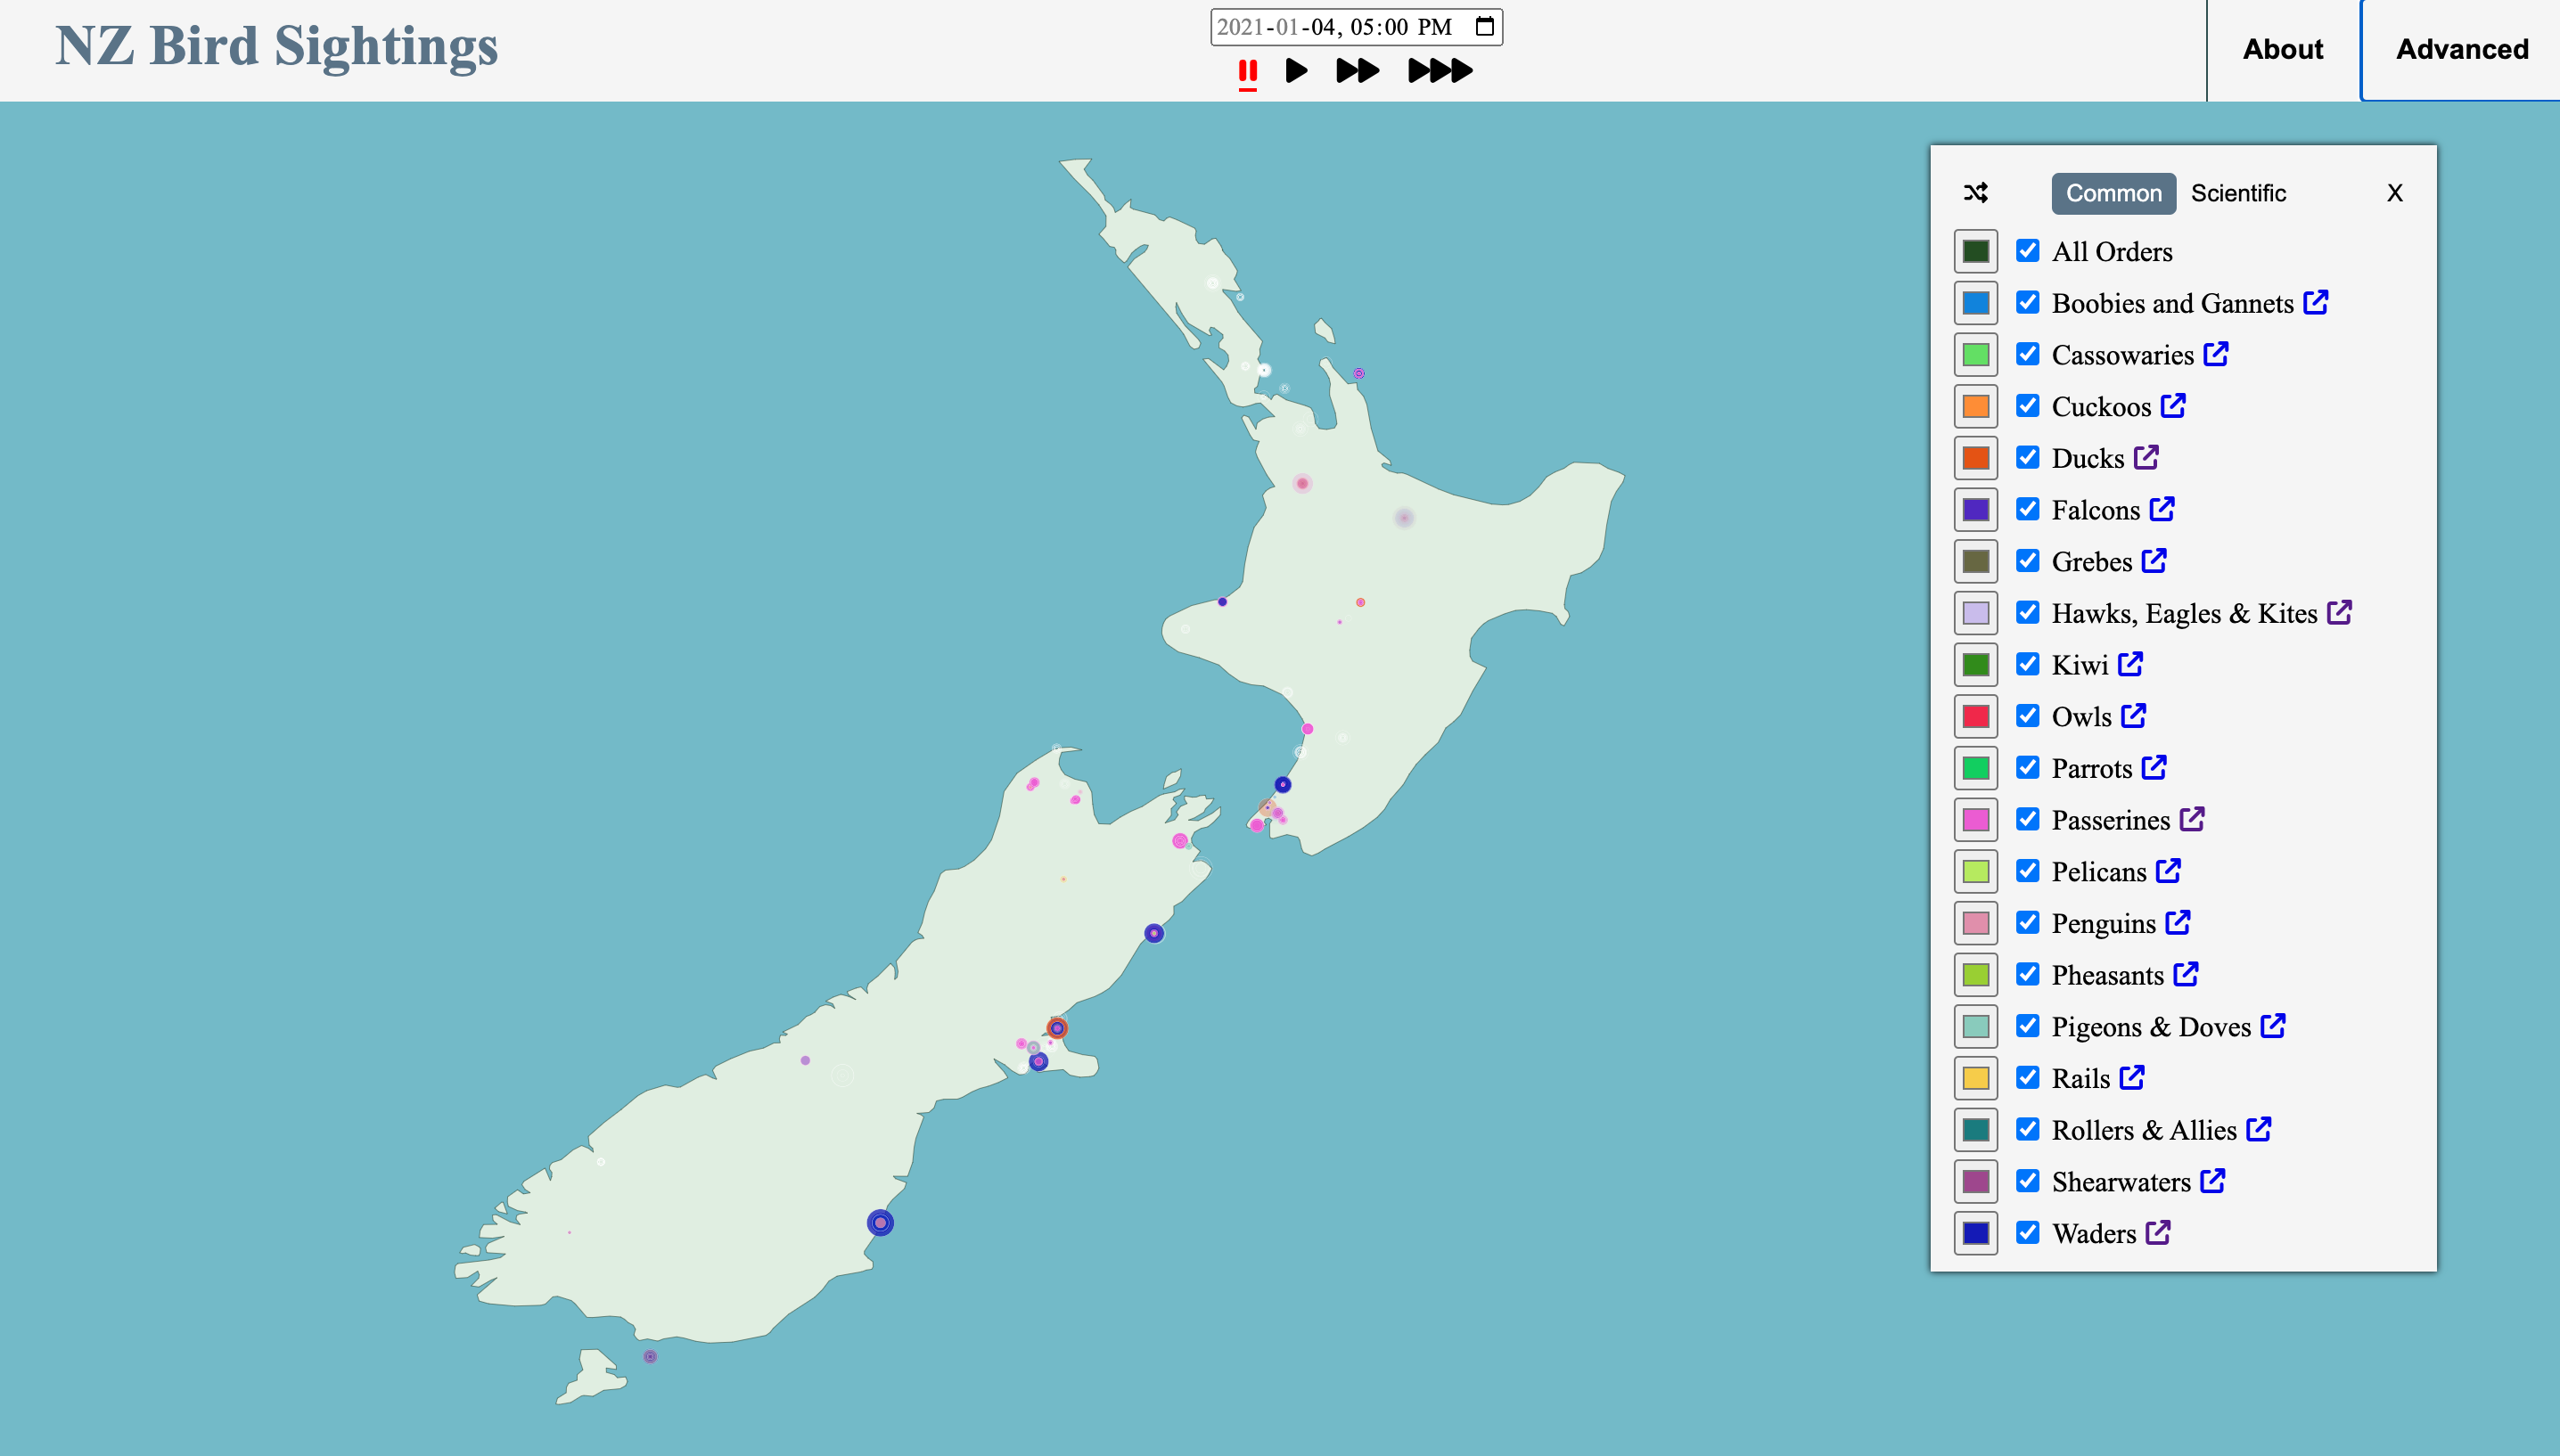 NZ Bird Sightings
2021-01-04, 05:00 PM
About
Advanced
Common Scientific X
All Orders
Boobies and Gannets
Cassowaries
Cuckoos
Ducks
Falcons
Grebes
Hawks, Eagles & Kites
Kiwi
Owls
Parrots
Passerines
Pelicans
Penguins
Pheasants
Pigeons & Doves
Rails
Rollers & Allies
Shearwaters
Waders